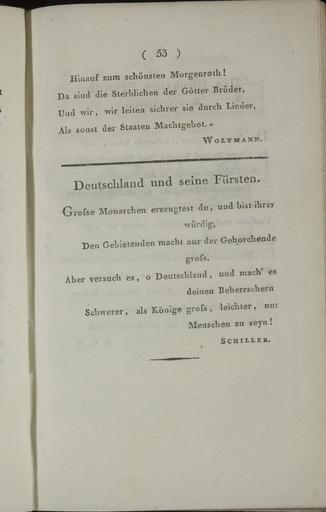 ( 53 )
Hinauf zum schönsten Morgenroth!
Da sind die Sterblichen der Götter Brüder,
Und wir, wir leiten sichrer sie durch Lieder,
Als sonst der Staaten Machtgebot.«
WOLTMANN.
Deutschland und seine Fürsten.
Groſse Monarchen erzeugtest du, und bist ihrer
würdig,
Den Gebietenden macht nur der Gehorchende
groſs.
Aber versuch es, o Deutschland, und mach' es
deinen Beherrschern
Schwerer, als Könige groſs, leichter, nur
Menschen zu seyn!
SCHILLER.